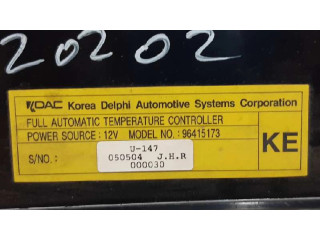 20202
KDAC Korea Delphi Automotive Systems Corporation
FULL AUTOMATIC TEMPERATURE CONTROLLER
POWER SOURCE : 12V MODEL NO. : 96415173
KE
S/NO. :
U-147
050504 J.H.R
000030